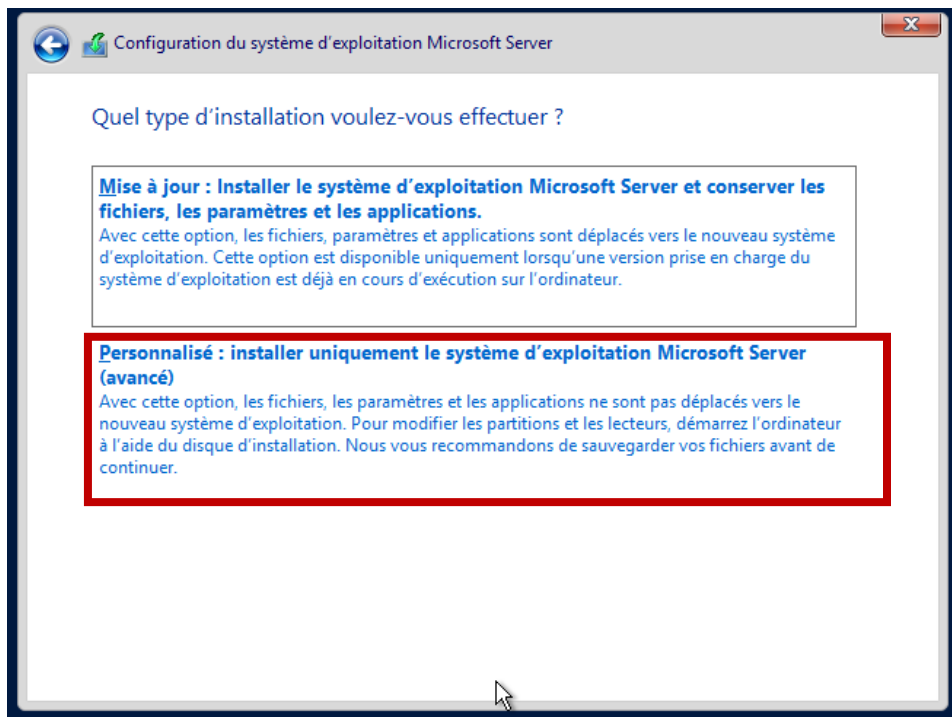 Configuration du système d'exploitation Microsoft Server
Quel type d'installation voulez-vous effectuer ?
Mise à jour : Installer le système d'exploitation Microsoft Server et conserver les
fichiers, les paramètres et les applications.
Avec cette option, les fichiers, paramètres et applications sont déplacés vers le nouveau système
d'exploitation. Cette option est disponible uniquement lorsqu'une version prise en charge du
système d'exploitation est déjà en cours d'exécution sur l'ordinateur.
Personnalisé : installer uniquement le système d'exploitation Microsoft Server
(avancé)
Avec cette option, les fichiers, les paramètres et les applications ne sont pas déplacés vers le
nouveau système d'exploitation. Pour modifier les partitions et les lecteurs, démarrez l'ordinateur
à l'aide du disque d'installation. Nous vous recommandons de sauvegarder vos fichiers avant de
continuer.